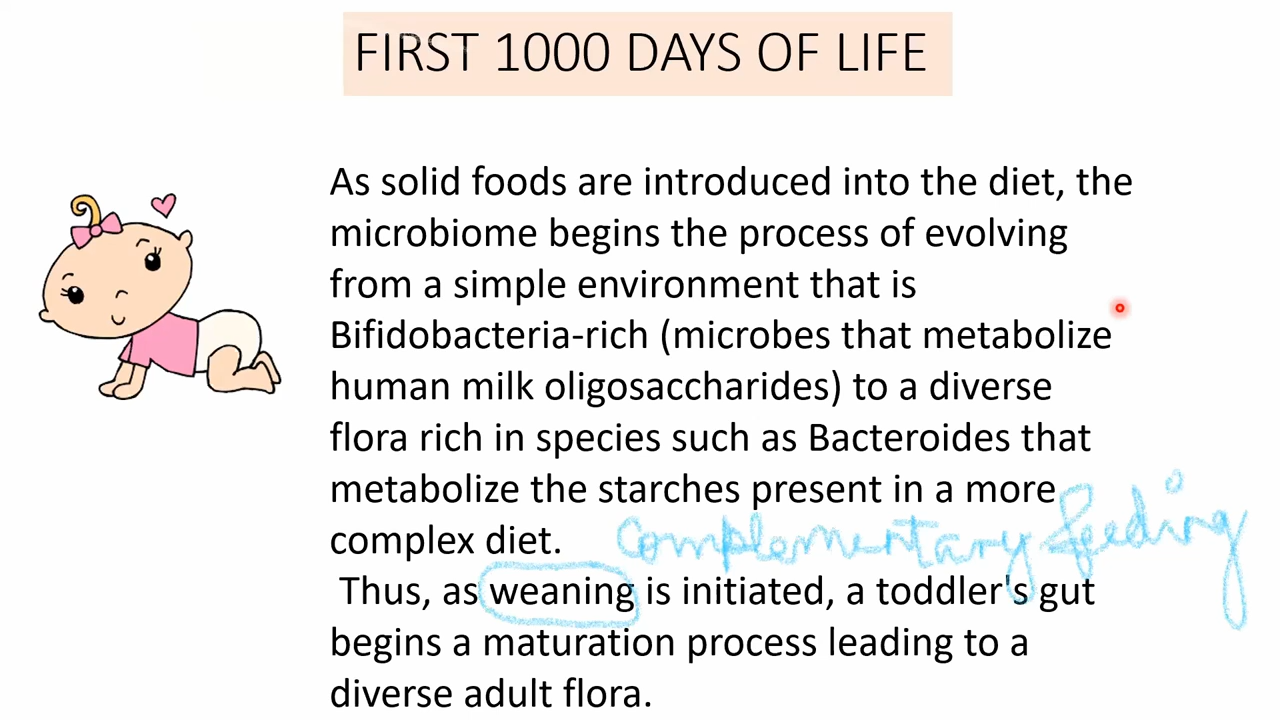 FIRST 1000 DAYS OF LIFE
As solid foods are introduced into the diet, the
microbiome begins the process of evolving
from a simple environment that is
Bifidobacteria-rich (microbes that metabolize
human milk oligosaccharides) to a diverse
flora rich in species such as Bacteroides that
metabolize the starches present in a more
complex diet.
complementary feeding
Thus, as weaning is initiated, a toddler's gut
begins a maturation process leading to a
diverse adult flora.